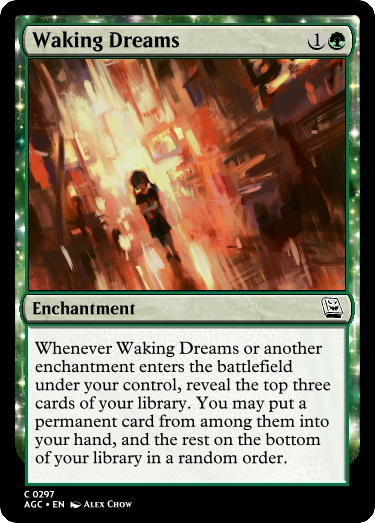 Waking Dreams 1
Enchantment
Whenever Waking Dreams or another
enchantment enters the battlefield
under your control, reveal the top three
cards of your library. You may put a
permanent card from among them into
your hand, and the rest on the bottom
of your library in a random order.
C 0297
AGC • EN Alex Chow